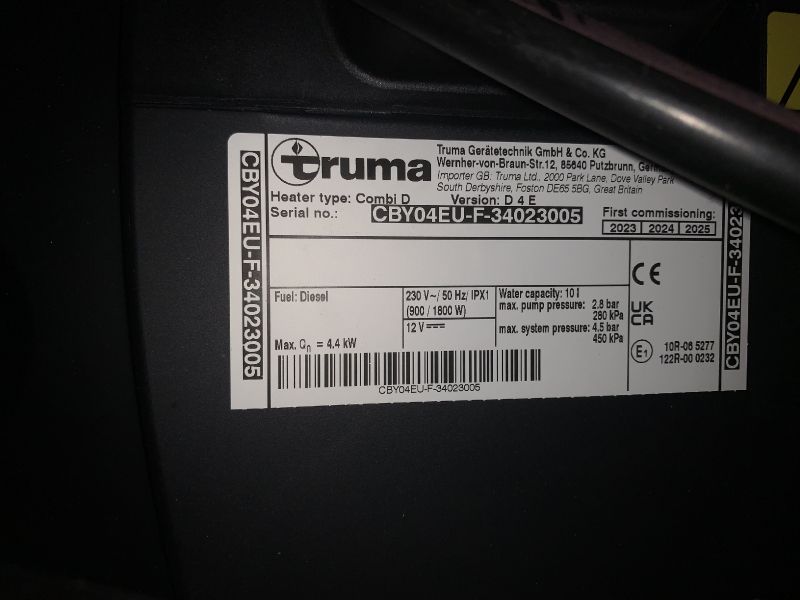 truma
Truma Gerätetechnik GmbH & Co. KG
Wernher-von-Braun-Str.12, 85640 Putzbrunn,
Importer GB: Truma Ltd., 2000 Park Lane, Dove Valley Park
South Derbyshire, Foston DE65 5BG, Great Britain
Heater type: Combi D Version: D 4 E
Serial no.: CBY04EU-F-34023005
First commissioning:
2023 2024 2025
Fuel: Diesel
Max. Qn = 4.4 kW
230 V~/ 50 Hz/ IPX1
(900 / 1800 W)
12 V
Water capacity: 10 l
max. pump pressure: 2.8 bar
280 kPa
max. system pressure: 4.5 bar
450 kPa
CE
UK
CA
E1
10R-06 5277
122R-00 0232
CBY04EU-F-34023005
CBY04EU-F-34023005
CBY04EU-F-34023